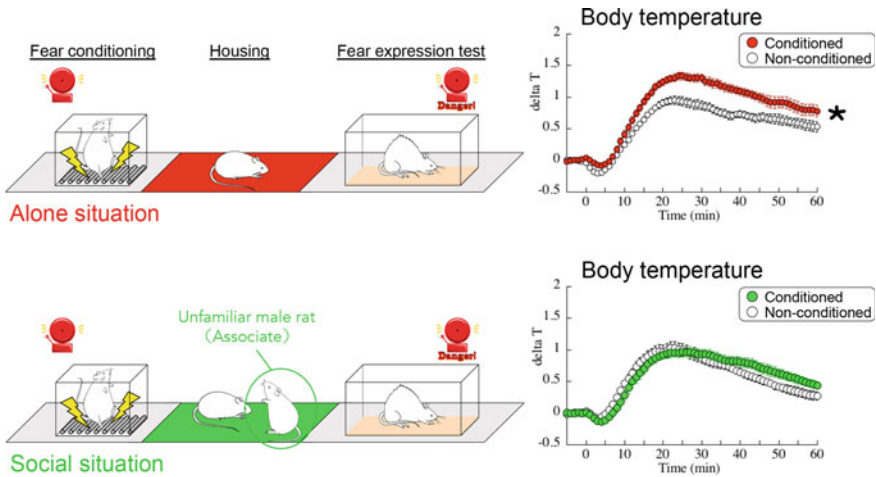 Fear conditioning
Housing
Fear expression test
Danger!
Alone situation
Body temperature
Conditioned
Non-conditioned
delta T
2
1.5
1
0.5
0
-0.5
0 10 20 30 40 50 60
Time (min)
*
Unfamiliar male rat
(Associate)
Danger!
Social situation
Body temperature
Conditioned
Non-conditioned
delta T
2
1.5
1
0.5
0
-0.5
0 10 20 30 40 50 60
Time (min)